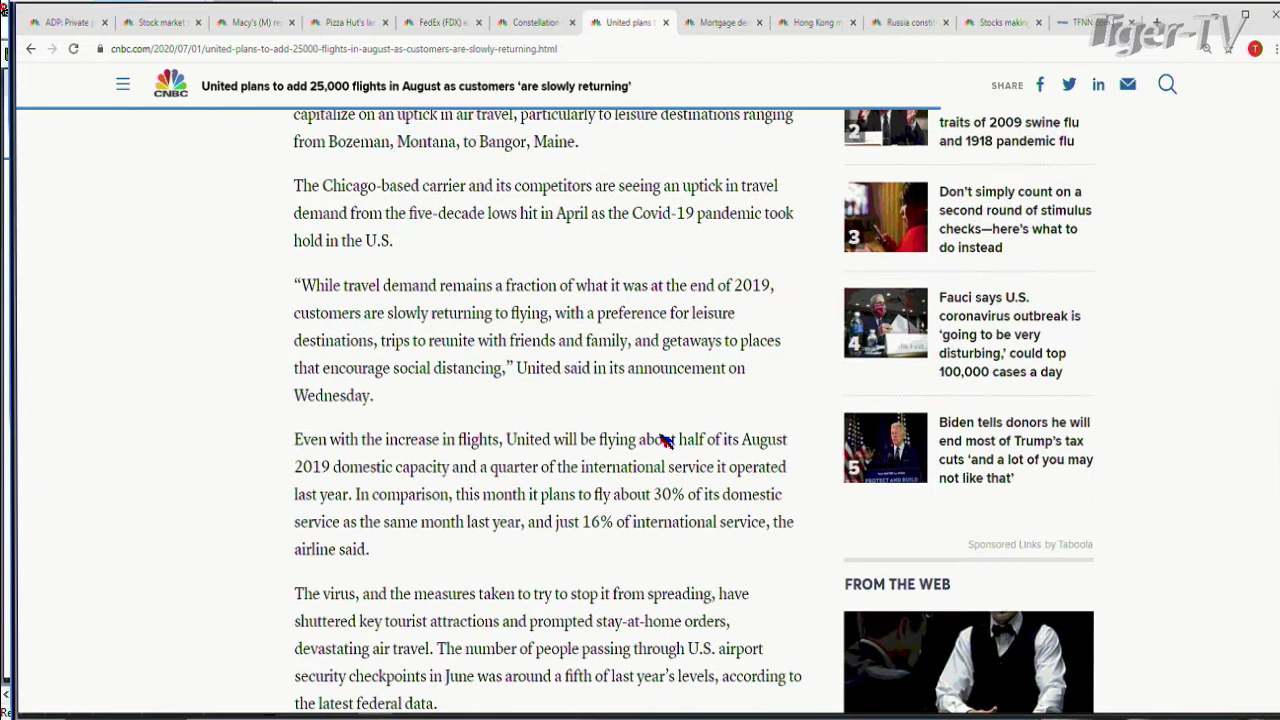 ADP: Private p
Stock market
Macy's (M) re
Pizza Hut's la
FedEx (FDX) e
Constellation
United plans t
Mortgage de
Hong Kong m
Russia constit
Stocks making
Tiger-TV
cnbc.com/2020/07/01/united-plans-to-add-25000-flights-in-august-as-customers-are-slowly-returning.html
T
CNBC
United plans to add 25,000 flights in August as customers ‘are slowly returning’
SHARE
capitalize on an uptick in air travel, particularly to leisure destinations ranging
from Bozeman, Montana, to Bangor, Maine.
The Chicago-based carrier and its competitors are seeing an uptick in travel
demand from the five-decade lows hit in April as the Covid-19 pandemic took
hold in the U.S.
“While travel demand remains a fraction of what it was at the end of 2019,
customers are slowly returning to flying, with a preference for leisure
destinations, trips to reunite with friends and family, and getaways to places
that encourage social distancing,” United said in its announcement on
Wednesday.
Even with the increase in flights, United will be flying about half of its August
2019 domestic capacity and a quarter of the international service it operated
last year. In comparison, this month it plans to fly about 30% of its domestic
service as the same month last year, and just 16% of international service, the
airline said.
The virus, and the measures taken to try to stop it from spreading, have
shuttered key tourist attractions and prompted stay-at-home orders,
devastating air travel. The number of people passing through U.S. airport
security checkpoints in June was around a fifth of last year’s levels, according to
the latest federal data.
2
traits of 2009 swine flu
and 1918 pandemic flu
3
Don’t simply count on a
second round of stimulus
checks—here’s what to
do instead
4
Fauci says U.S.
coronavirus outbreak is
‘going to be very
disturbing,’ could top
100,000 cases a day
5
PROTECT AND BUILD
Biden tells donors he will
end most of Trump’s tax
cuts ‘and a lot of you may
not like that’
Sponsored Links by Taboola
FROM THE WEB